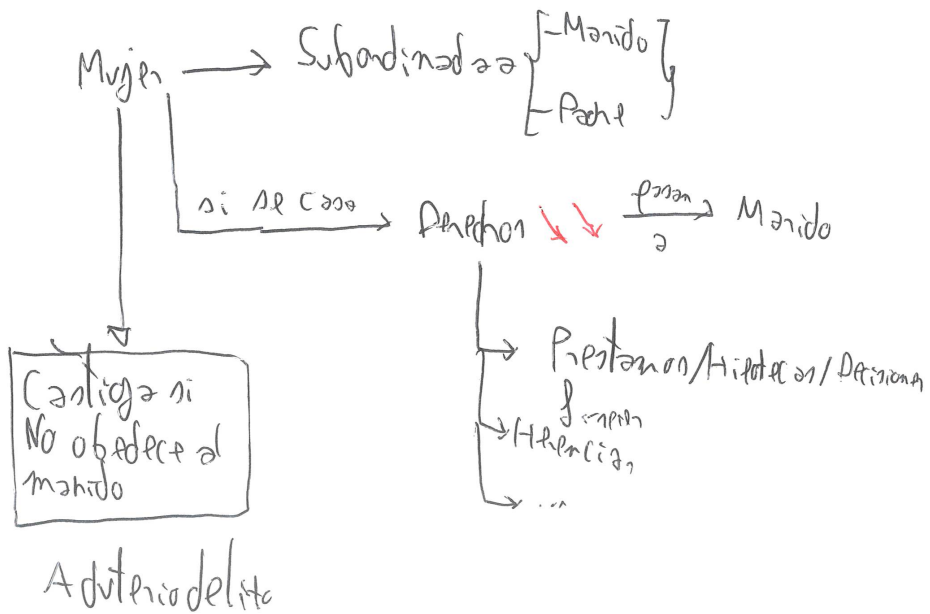 Mujer → Subordinada a
-Marido
-Padre
si se casa
Derechos
pasan
a
Marido
Prestamos/Hipotecas/Decisiones
Herencias
...
Castiga si
No obedece al
marido
Adulterio delito